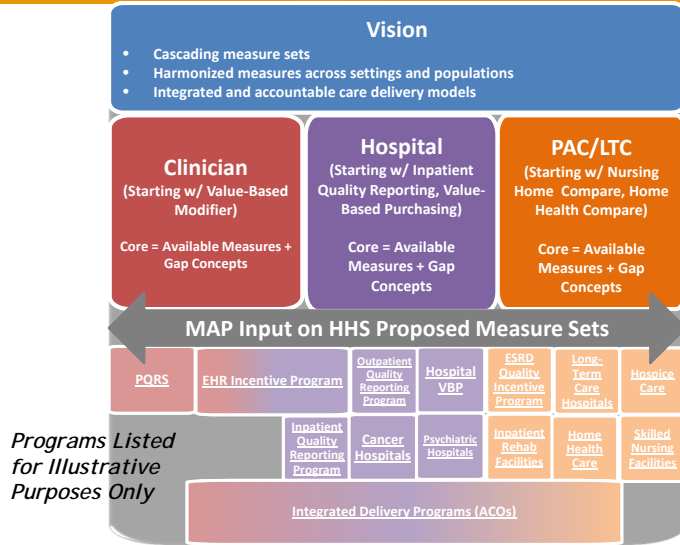 Vision
• Cascading measure sets
• Harmonized measures across settings and populations
• Integrated and accountable care delivery models
Clinician
(Starting w/ Value-Based
Modifier)
Core = Available Measures +
Gap Concepts
Hospital
(Starting w/ Inpatient
Quality Reporting, Value-
Based Purchasing)
Core = Available
Measures + Gap
Concepts
PAC/LTC
(Starting w/ Nursing
Home Compare, Home
Health Compare)
Core = Available
Measures + Gap
Concepts
MAP Input on HHS Proposed Measure Sets
PQRS
EHR Incentive Program
Outpatient
Quality
Reporting
Program
Hospital
VBP
ESRD
Quality
Incentive
Program
Long-
Term Care
Hospitals
Hospice
Care
Inpatient
Quality
Reporting
Program
Cancer
Hospitals
Psychiatric
Hospitals
Inpatient
Rehab
Facilities
Home
Health
Care
Skilled
Nursing
Facilities
Programs Listed
for Illustrative
Purposes Only
Integrated Delivery Programs (ACOs)